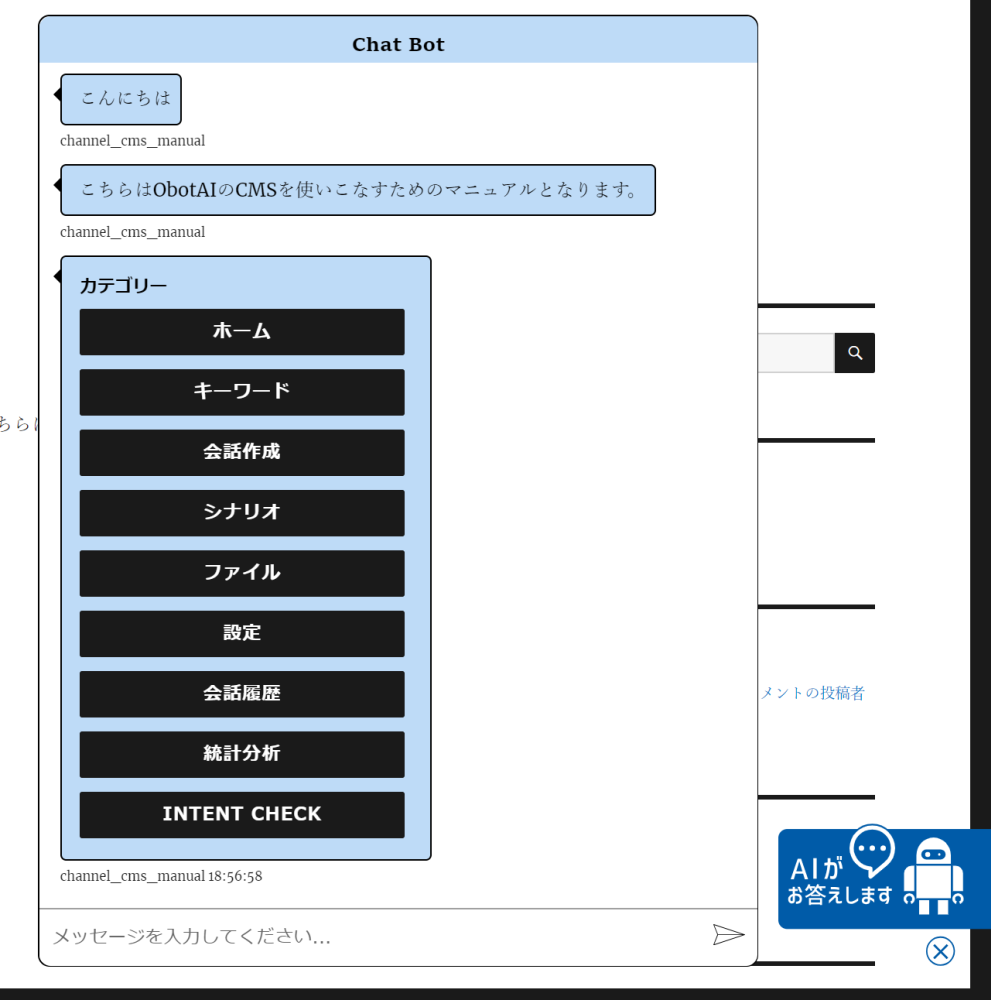 Chat Bot
こんにちは
channel_cms_manual
こちらはObotAIのCMSを使いこなすためのマニュアルとなります。
channel_cms_manual
カテゴリー
ホーム
キーワード
会話作成
シナリオ
ファイル
設定
会話履歴
統計分析
INTENT CHECK
channel_cms_manual 18:56:58
メッセージを入力してください...
ちらに
メントの投稿者
AIが
お答えします